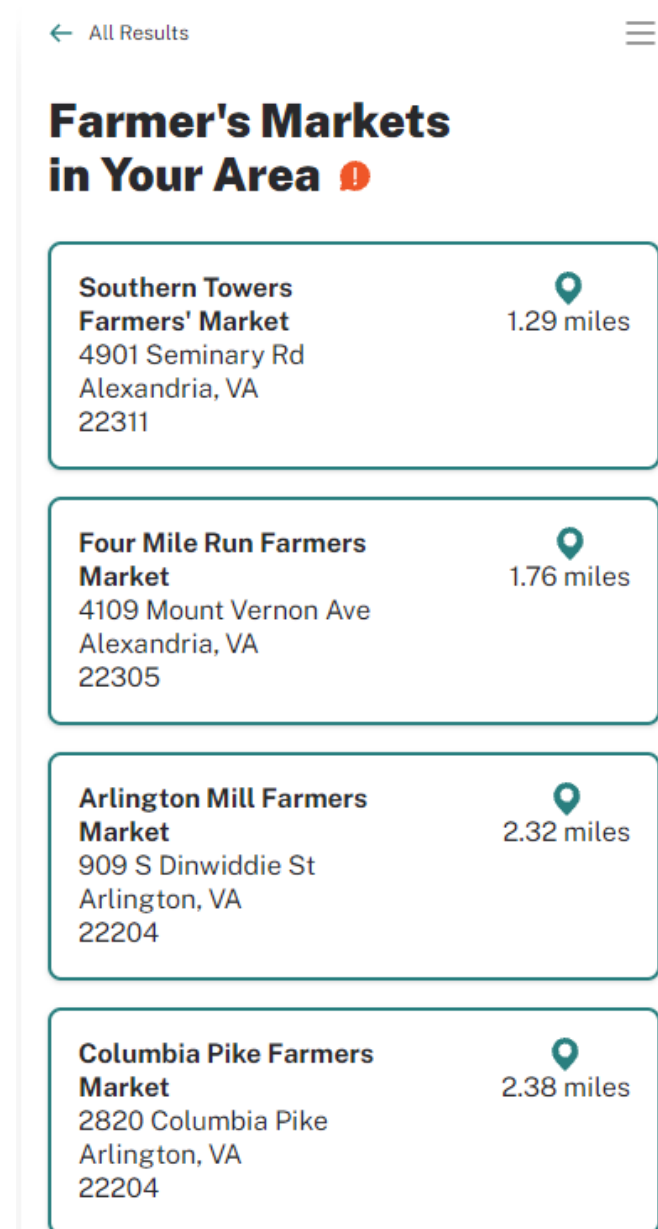 All Results
Farmer's Markets
in Your Area
Southern Towers
Farmers' Market
4901 Seminary Rd
Alexandria, VA
22311
1.29 miles
Four Mile Run Farmers
Market
4109 Mount Vernon Ave
Alexandria, VA
22305
1.76 miles
Arlington Mill Farmers
Market
909 S Dinwiddie St
Arlington, VA
22204
2.32 miles
Columbia Pike Farmers
Market
2820 Columbia Pike
Arlington, VA
22204
2.38 miles